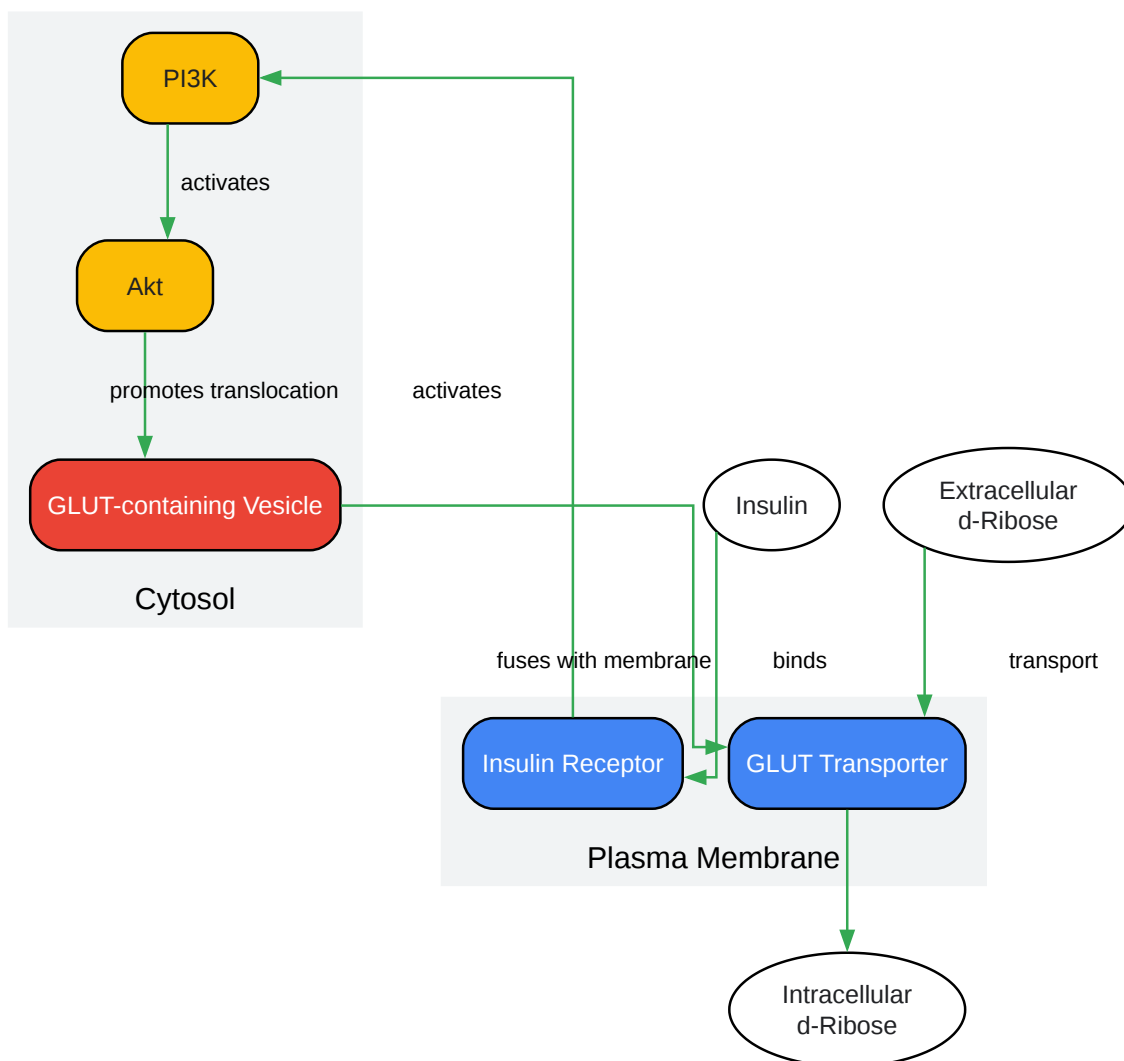 PI3K
activates
Akt
promotes translocation
activates
GLUT-containing Vesicle
Insulin
Extracellular
d-Ribose
Cytosol
fuses with membrane
binds
transport
Insulin Receptor
GLUT Transporter
Plasma Membrane
Intracellular
d-Ribose